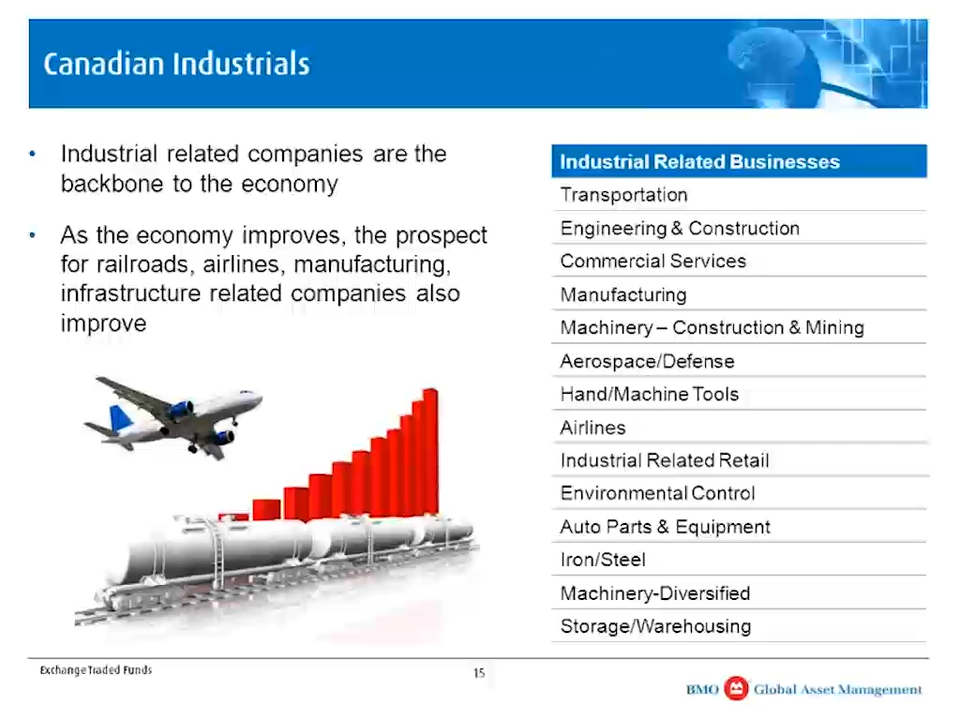 Canadian Industrials
• Industrial related companies are the
backbone to the economy
• As the economy improves, the prospect
for railroads, airlines, manufacturing,
infrastructure related companies also
improve
Industrial Related Businesses
Transportation
Engineering & Construction
Commercial Services
Manufacturing
Machinery – Construction & Mining
Aerospace/Defense
Hand/Machine Tools
Airlines
Industrial Related Retail
Environmental Control
Auto Parts & Equipment
Iron/Steel
Machinery-Diversified
Storage/Warehousing
Exchange Traded Funds
15
BMO Global Asset Management